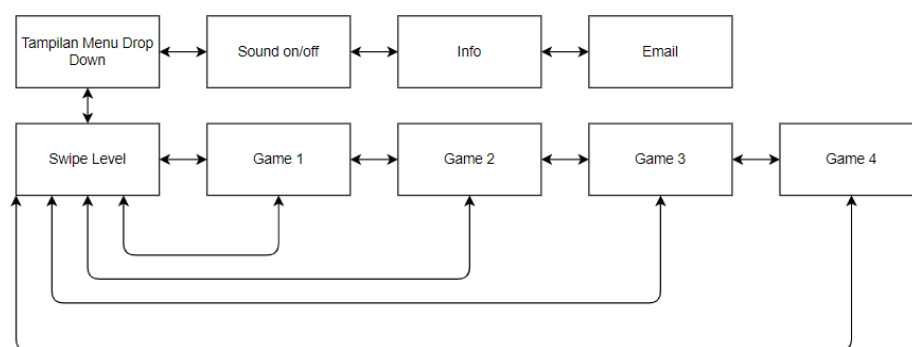 Tampilan Menu Drop
Down
Sound on/off
Info
Email
Swipe Level
Game 1
Game 2
Game 3
Game 4